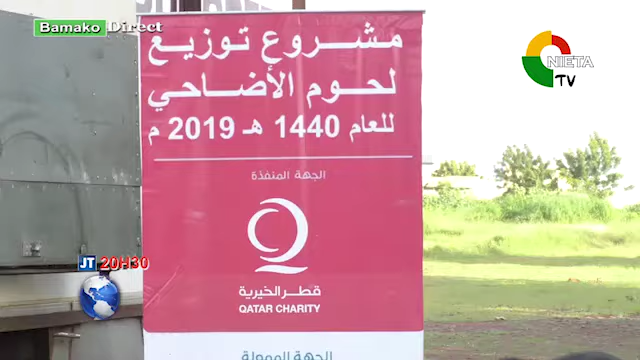 Bamako Direct
NIETA
TV
مشروع توزيع
لحوم الأضاحي
للعام 1440 هـ 2019 م
الجهة المنفذة
قطر الخيرية
QATAR CHARITY
الجهة الممولة
JT 20H30